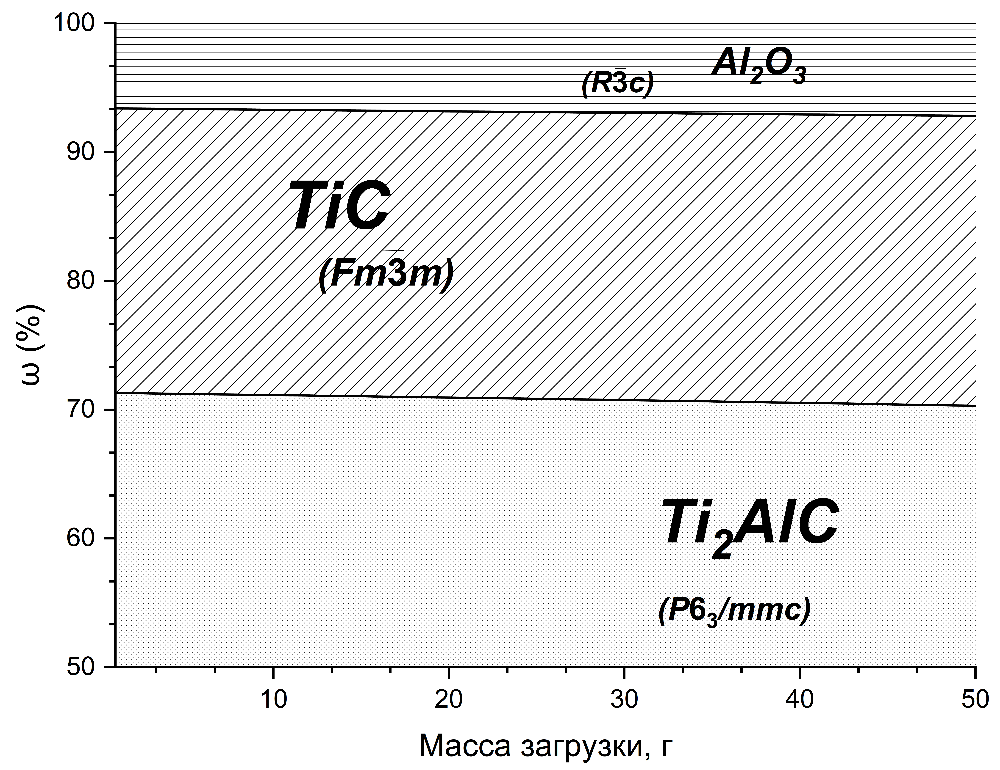 100
90
80
70
60
50
ω (%)
Al₂O₃
(R3̅c)
TiC
(Fm3̅m)
Ti₂AlC
(P6₃/mmc)
10 20 30 40 50
Масса загрузки, г